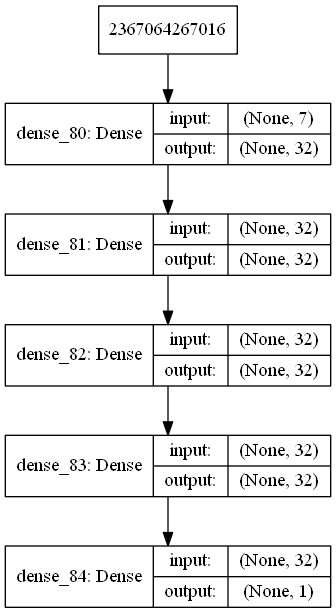 2367064267016
dense_80: Dense
input: (None, 7)
output: (None, 32)
dense_81: Dense
input: (None, 32)
output: (None, 32)
dense_82: Dense
input: (None, 32)
output: (None, 32)
dense_83: Dense
input: (None, 32)
output: (None, 32)
dense_84: Dense
input: (None, 32)
output: (None, 1)